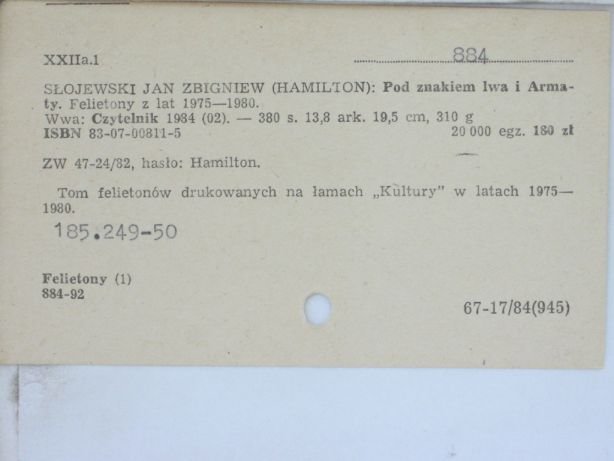 XXIIa.1
884
SŁOJEWSKI JAN ZBIGNIEW (HAMILTON): Pod znakiem lwa i Arma-
ty. Felietony z lat 1975—1980.
Wwa: Czytelnik 1984 (02). — 380 s. 13,8 ark. 19,5 cm, 310 g
ISBN 83-07-00811-5 20 000 egz. 180 zł
ZW 47-24/82, hasło: Hamilton.
Tom felietonów drukowanych na łamach „Kultury” w latach 1975—
1980.
185.249-50
Felietony (1)
884-92
67-17/84(945)